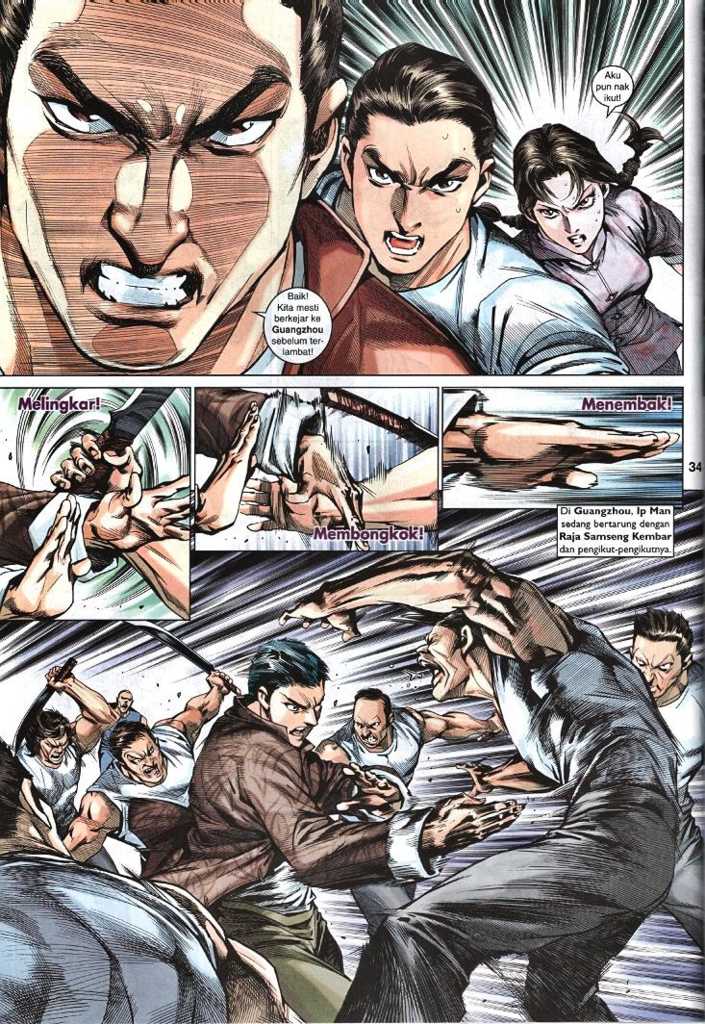 Aku
pun nak
ikut!
Baik!
Kita mesti
berkejar ke
Guangzhou
sebelum ter-
lambat!
Melingkar!
Membongkok!
Menembak!
34
Di Guangzhou, Ip Man
sedang bertarung dengan
Raja Samseng Kembar
dan pengikut-pengikutnya.